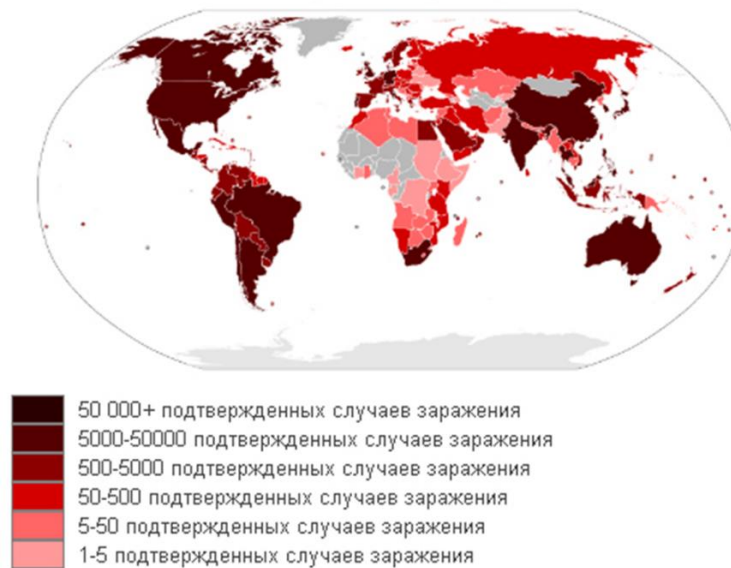 50 000+ подтвержденных случаев заражения
5000-50000 подтвержденных случаев заражения
500-5000 подтвержденных случаев заражения
50-500 подтвержденных случаев заражения
5-50 подтвержденных случаев заражения
1-5 подтвержденных случаев заражения